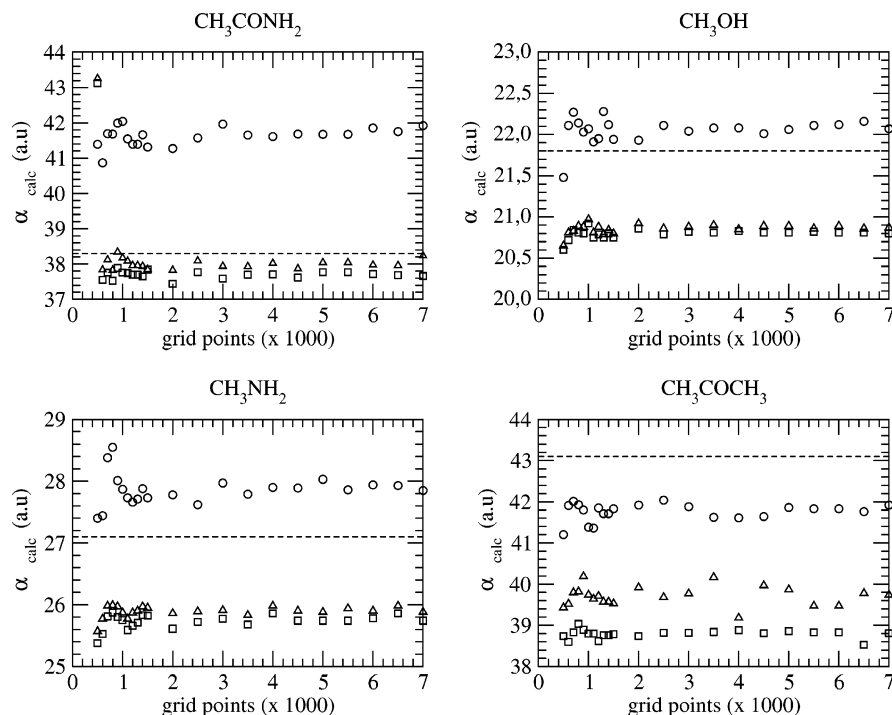 CH₃CONH₂
44
43
42
41
40
39
38
37
α calc (a.u)
0 1 2 3 4 5 6 7
grid points (x 1000)
CH₃OH
23,0
22,5
22,0
21,5
21,0
20,5
20,0
α calc (a.u)
0 1 2 3 4 5 6 7
grid points (x 1000)
CH₃NH₂
29
28
27
26
25
α calc (a.u)
0 1 2 3 4 5 6 7
grid points (x 1000)
CH₃COCH₃
44
43
42
41
40
39
38
α calc (a.u)
0 1 2 3 4 5 6 7
grid points (x 1000)